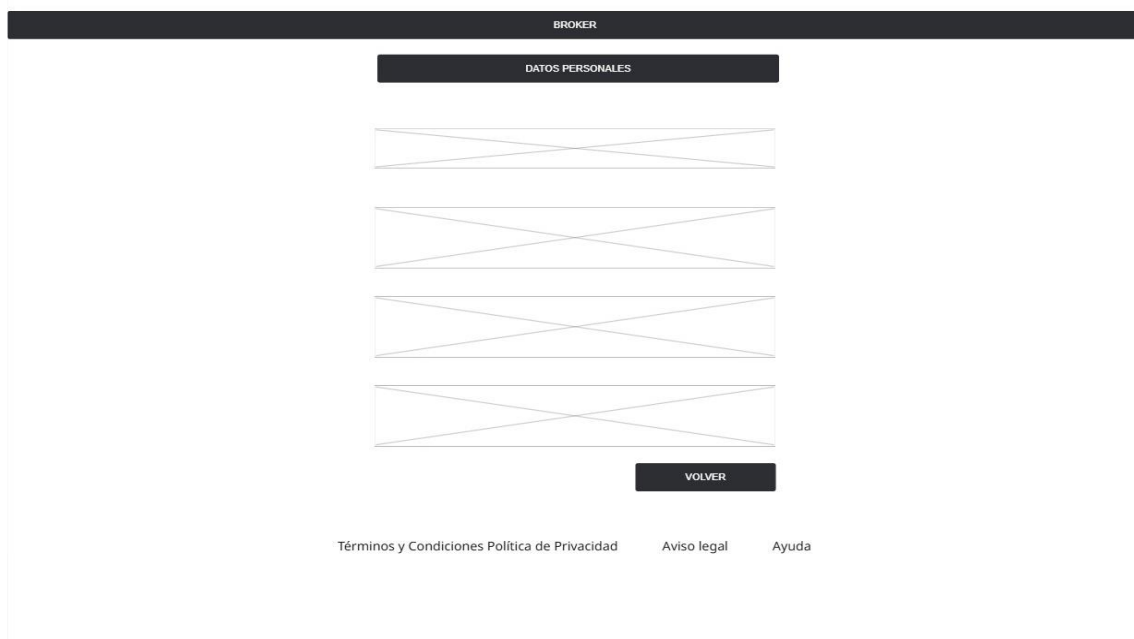 BROKER
DATOS PERSONALES
VOLVER
Términos y Condiciones Política de Privacidad Aviso legal Ayuda